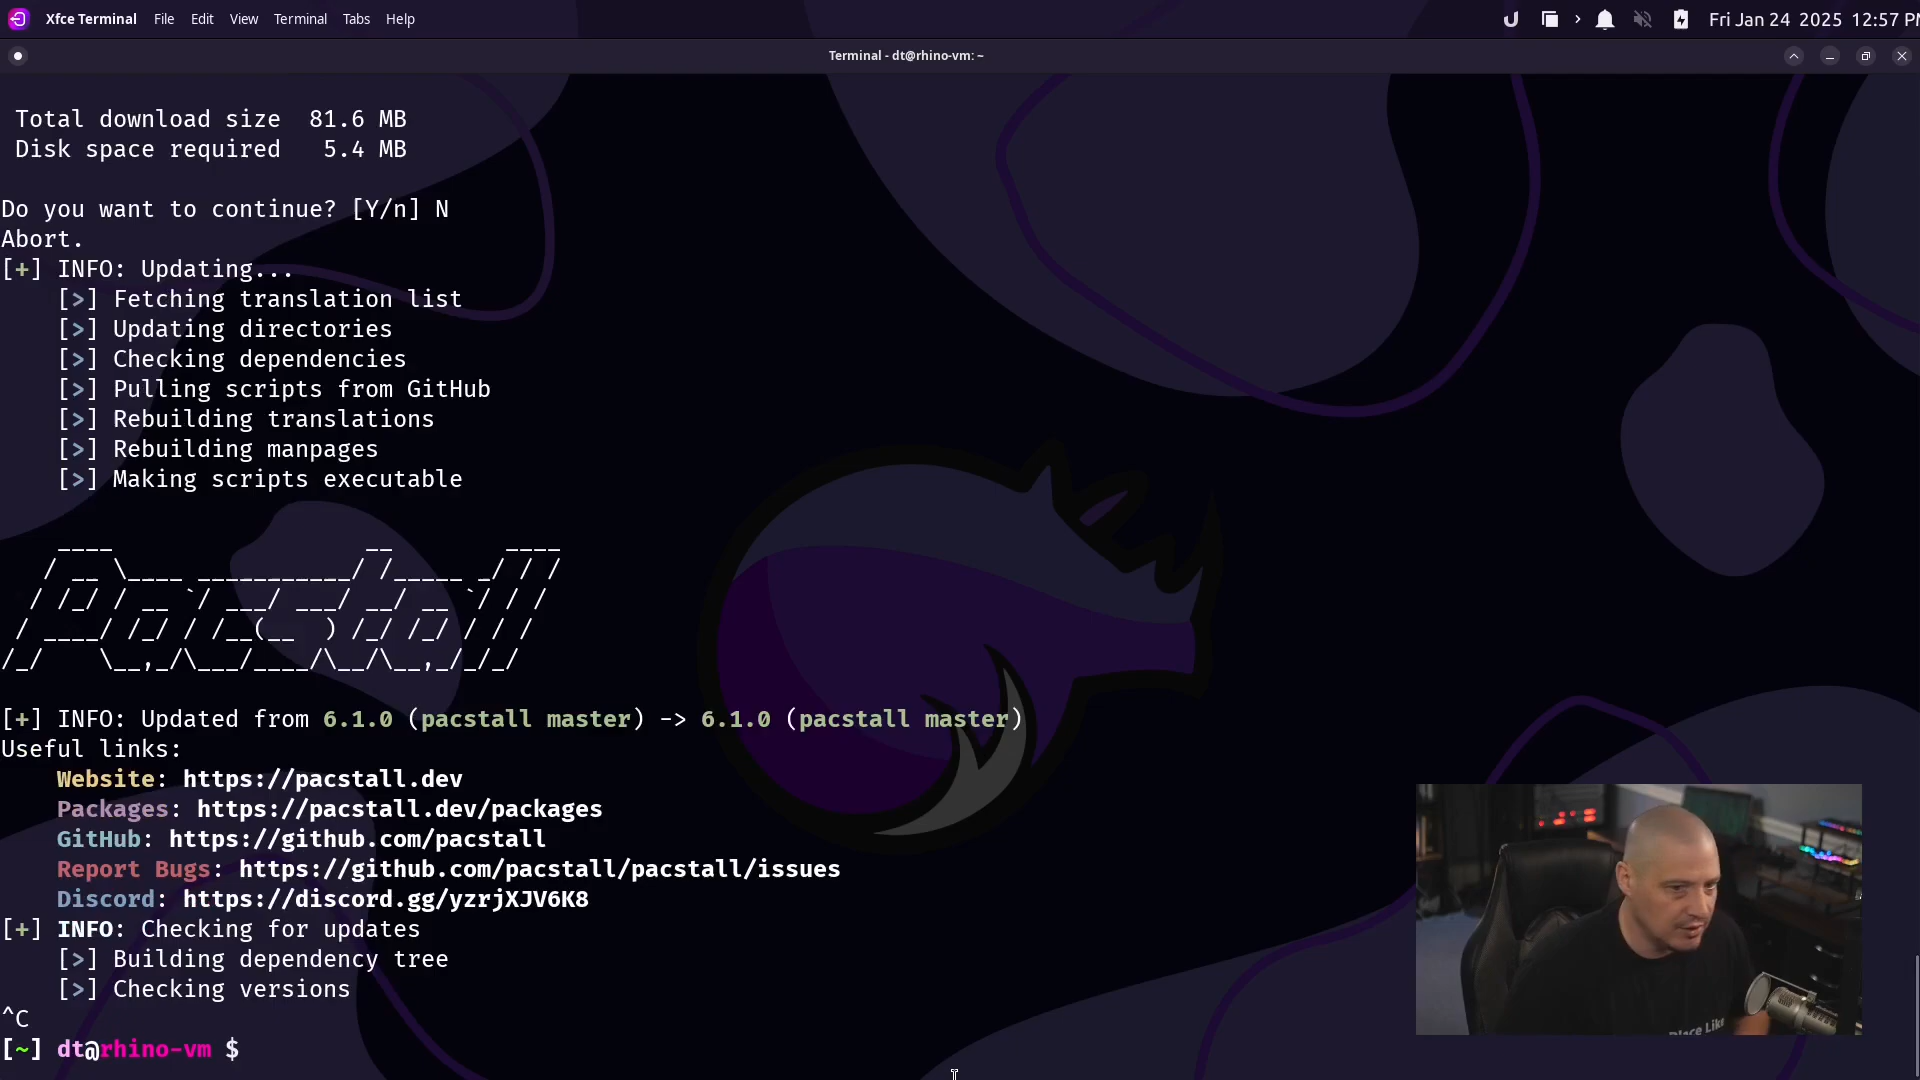 Xfce Terminal File Edit View Terminal Tabs Help
Fri Jan 24 2025 12:57 P
Terminal - dt@rhino-vm: ~
Total download size 81.6 MB
Disk space required 5.4 MB
Do you want to continue? [Y/n] N
Abort.
[+] INFO: Updating...
[>] Fetching translation list
[>] Updating directories
[>] Checking dependencies
[>] Pulling scripts from GitHub
[>] Rebuilding translations
[>] Rebuilding manpages
[>] Making scripts executable
Pacstall
[+] INFO: Updated from 6.1.0 (pacstall master) -> 6.1.0 (pacstall master)
Useful links:
Website: https://pacstall.dev
Packages: https://pacstall.dev/packages
GitHub: https://github.com/pacstall
Report Bugs: https://github.com/pacstall/pacstall/issues
Discord: https://discord.gg/yzrjXJV6K8
[+] INFO: Checking for updates
[>] Building dependency tree
[>] Checking versions
^C
[~] dt@rhino-vm $
Place Like